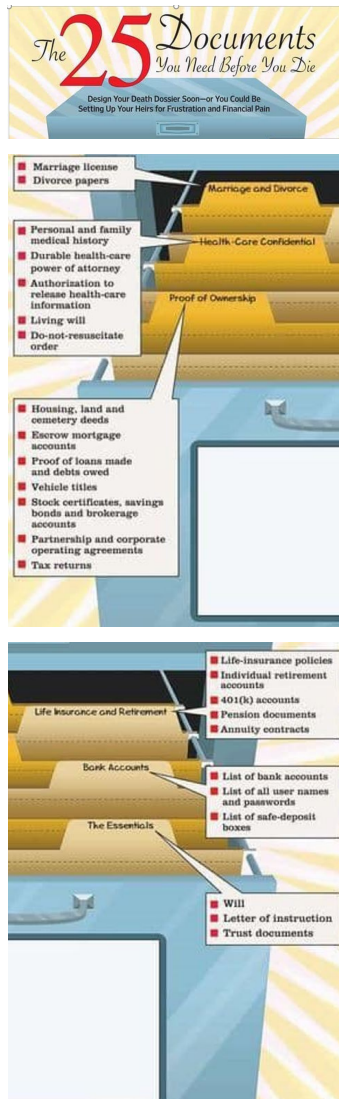 The 25 Documents
You Need Before You Die
Design Your Death Dossier Soon—or You Could Be
Setting Up Your Heirs for Frustration and Financial Pain
Marriage license
Divorce papers
Marriage and Divorce
Personal and family
medical history
Durable health-care
power of attorney
Authorization to
release health-care
information
Living will
Do-not-resuscitate
order
Health-Care Confidential
Proof of Ownership
Housing, land and
cemetery deeds
Escrow mortgage
accounts
Proof of loans made
and debts owed
Vehicle titles
Stock certificates, savings
bonds and brokerage
accounts
Partnership and corporate
operating agreements
Tax returns
Life Insurance and Retirement
Life-insurance policies
Individual retirement
accounts
401(k) accounts
Pension documents
Annuity contracts
Bank Accounts
List of bank accounts
List of all user names
and passwords
List of safe-deposit
boxes
The Essentials
Will
Letter of instruction
Trust documents